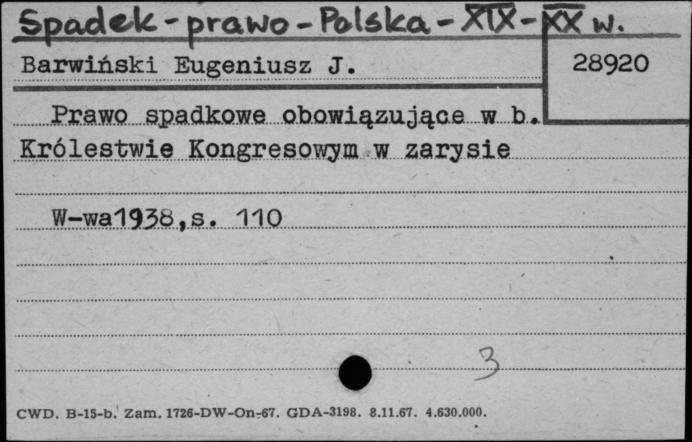 Spadek - prawo - Polska - XIX - XX w.
Barwiński Eugeniusz J.
28920
Prawo spadkowe obowiązujące w b.
Królestwie Kongresowym w zarysie
W-wa1938,s. 110
3
CWD. B-15-b. Zam. 1726-DW-On-67. GDA-3198. 8.11.67. 4.630.000.